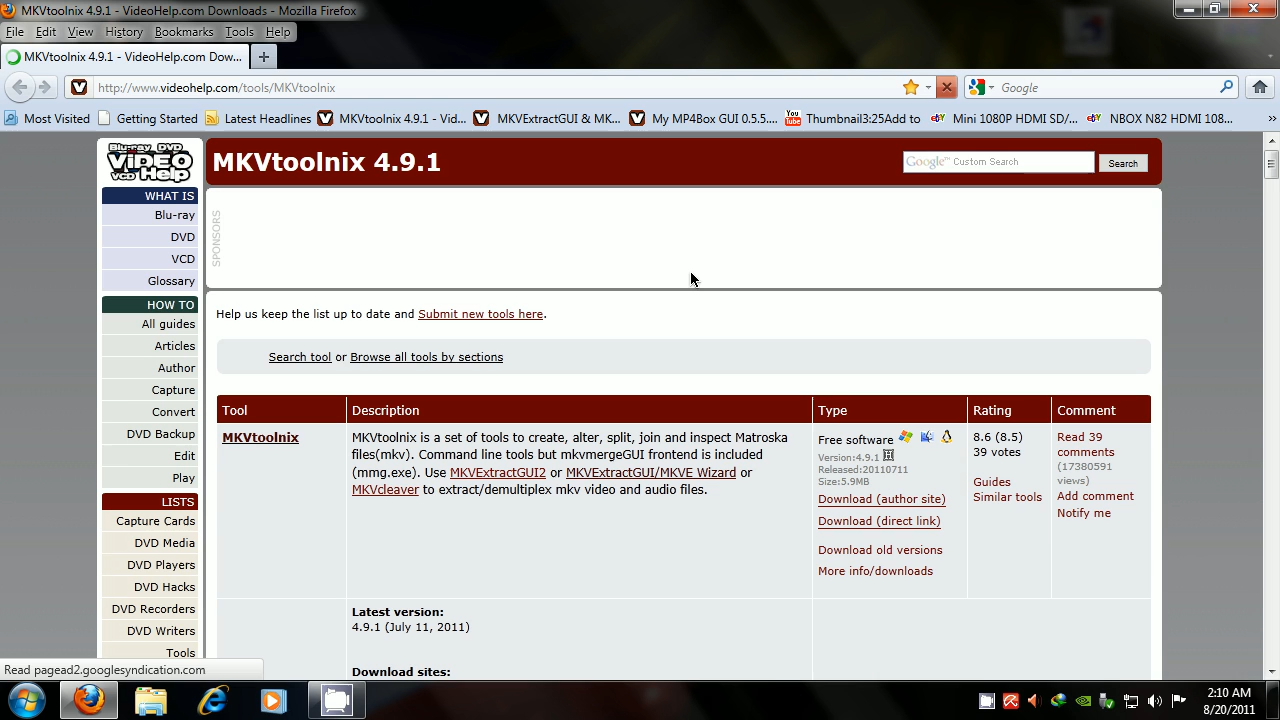 MKVtoolnix 4.9.1 - VideoHelp.com Downloads - Mozilla Firefox
File Edit View History Bookmarks Tools Help
MKVtoolnix 4.9.1 - VideoHelp.com Dow...
http://www.videohelp.com/tools/MKVtoolnix
Google
Most Visited Getting Started Latest Headlines MKVtoolnix 4.9.1 - Vid... MKVExtractGUI & MK... My MP4Box GUI 0.5.5.... You Tube Thumbnail3:25Add to Mini 1080P HDMI SD/... NBOX N82 HDMI 10... »
Blu-ray DVD
VIDEO
VCD Help
MKVtoolnix 4.9.1
Google™ Custom Search Search
WHAT IS
Blu-ray
DVD
VCD
Glossary
HOW TO
All guides
Articles
Author
Capture
Convert
DVD Backup
Edit
Play
LISTS
Capture Cards
DVD Media
DVD Players
DVD Hacks
DVD Recorders
DVD Writers
Tools
SPONSORS
Help us keep the list up to date and Submit new tools here.
Search tool or Browse all tools by sections
Tool Description Type Rating Comment
MKVtoolnix
MKVtoolnix is a set of tools to create, alter, split, join and inspect Matroska
files(mkv). Command line tools but mkvmergeGUI frontend is included
(mmg.exe). Use MKVExtractGUI2 or MKVExtractGUI/MKVE Wizard or
MKVcleaver to extract/demultiplex mkv video and audio files.
Free software
Version:4.9.1
Released:20110711
Size:5.9MB
Download (author site)
Download (direct link)
Download old versions
More info/downloads
8.6 (8.5)
39 votes
Guides
Similar tools
Read 39
comments
(17380591
views)
Add comment
Notify me
Latest version:
4.9.1 (July 11, 2011)
Download sites:
Read pagead2.googlesyndication.com
2:10 AM
8/20/2011